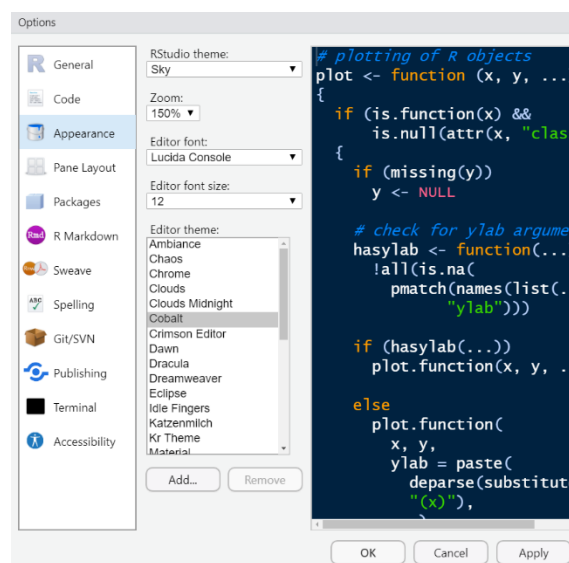 Options
General
Code
Appearance
Pane Layout
Packages
R Markdown
Sweave
Spelling
Git/SVN
Publishing
Terminal
Accessibility
RStudio theme:
Sky
Zoom:
150%
Editor font:
Lucida Console
Editor font size:
12
Editor theme:
Ambiance
Chaos
Chrome
Clouds
Clouds Midnight
Cobalt
Crimson Editor
Dawn
Dracula
Dreamweaver
Eclipse
Idle Fingers
Katzenmilch
Kr Theme
Material
Add...
Remove
# plotting of R objects
plot <- function (x, y, ...
{
if (is.function(x) &&
is.null(attr(x, "clas
{
if (missing(y))
y <- NULL
# check for ylab argume
hasylab <- function(...
!all(is.na(
pmatch(names(list(.
"ylab")))
if (hasylab(...))
plot.function(x, y, .
else
plot.function(
x, y,
ylab = paste(
deparse(substitut
"(x)"),
OK
Cancel
Apply